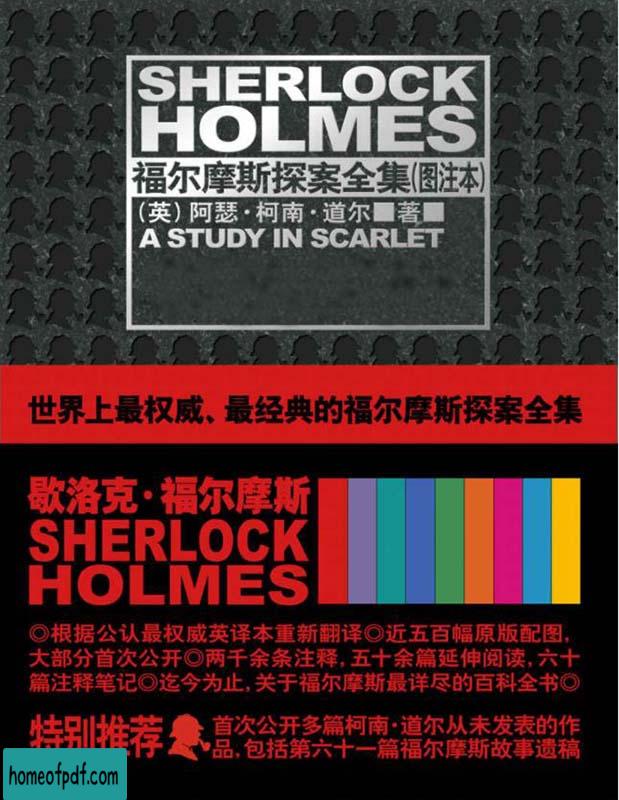 SHERLOCK
HOLMES
福尔摩斯探案全集(图注本)
(英)阿瑟·柯南·道尔■著■
A STUDY IN SCARLET
世界上最权威、最经典的福尔摩斯探案全集
歇洛克·福尔摩斯
SHERLOCK
HOLMES
◎根据公认最权威英译本重新翻译◎近五百幅原版配图,
大部分首次公开◎两千余条注释,五十余篇延伸阅读,六十
篇注释笔记◎迄今为止,关于福尔摩斯最详尽的百科全书◎
特别推荐
首次公开多篇柯南·道尔从未发表的作
品,包括第六十一篇福尔摩斯故事遗稿
homeofpdf.com